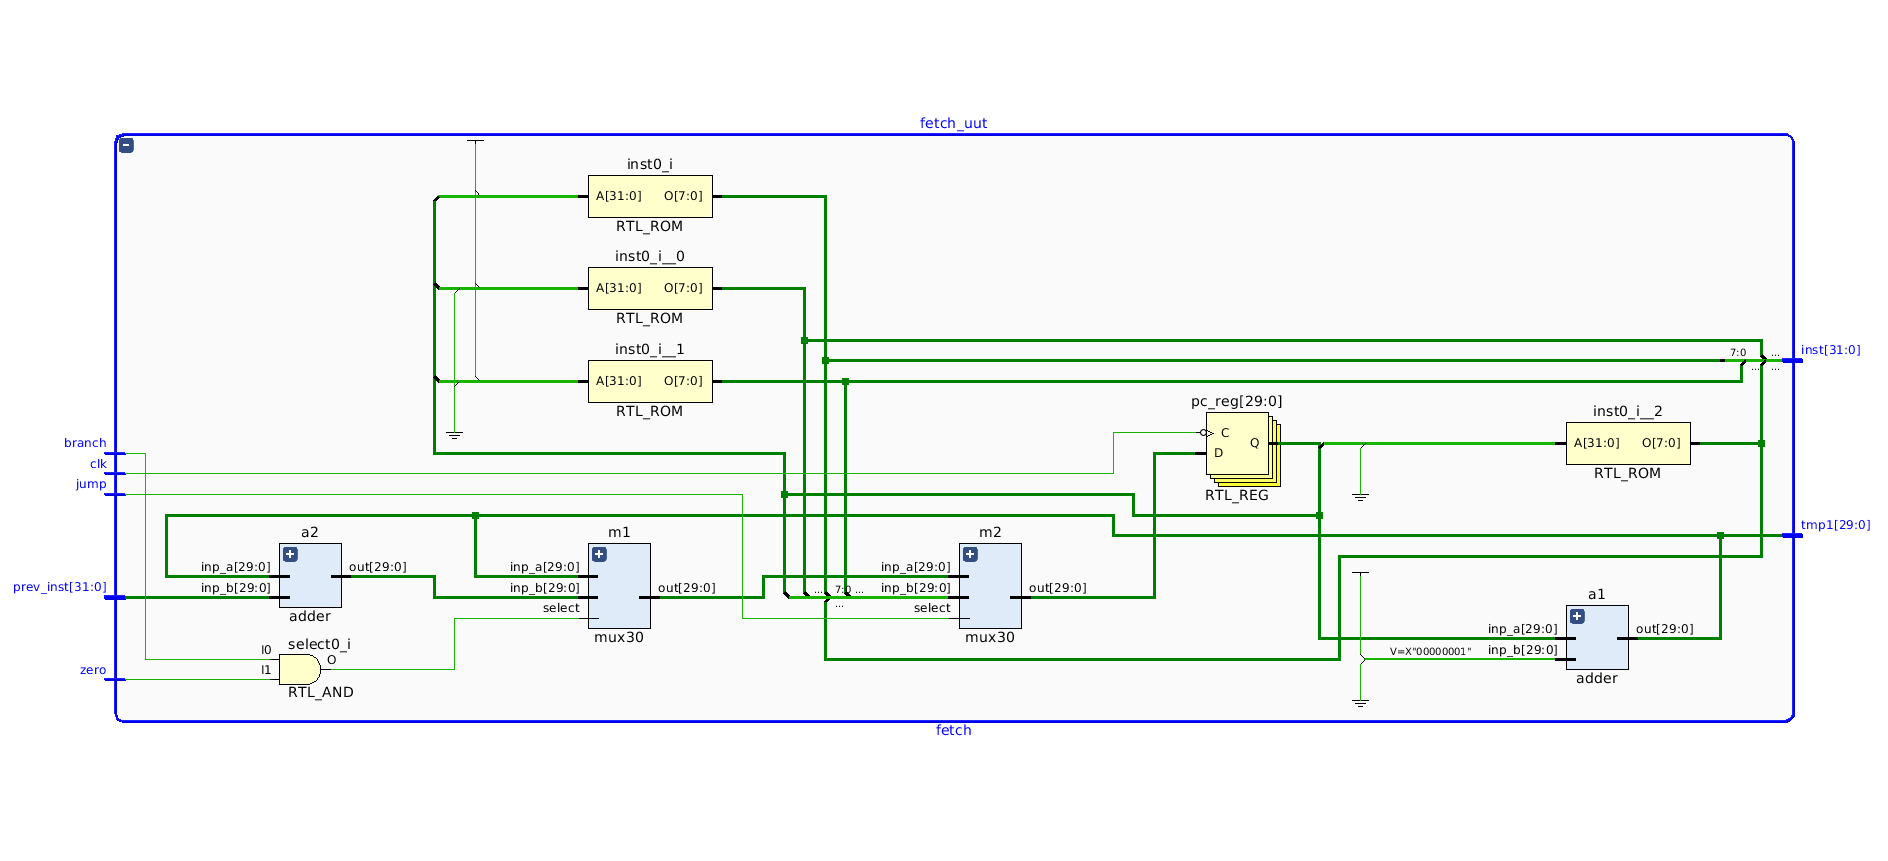 fetch_uut
inst0_i
A[31:0] O[7:0]
RTL_ROM
inst0_i__0
A[31:0] O[7:0]
RTL_ROM
inst0_i__1
A[31:0] O[7:0]
RTL_ROM
7:0 ...
... ...
inst[31:0]
pc_reg[29:0]
C
Q
D
RTL_REG
inst0_i__2
A[31:0] O[7:0]
RTL_ROM
branch
clk
jump
tmp1[29:0]
a2
inp_a[29:0] out[29:0]
inp_b[29:0]
adder
m1
inp_a[29:0]
inp_b[29:0] out[29:0]
select
mux30
... 7:0 ...
...
m2
inp_a[29:0]
inp_b[29:0] out[29:0]
select
mux30
prev_inst[31:0]
a1
inp_a[29:0] out[29:0]
V=X"00000001" inp_b[29:0]
adder
select0_i
I0
I1
O
RTL_AND
zero
fetch